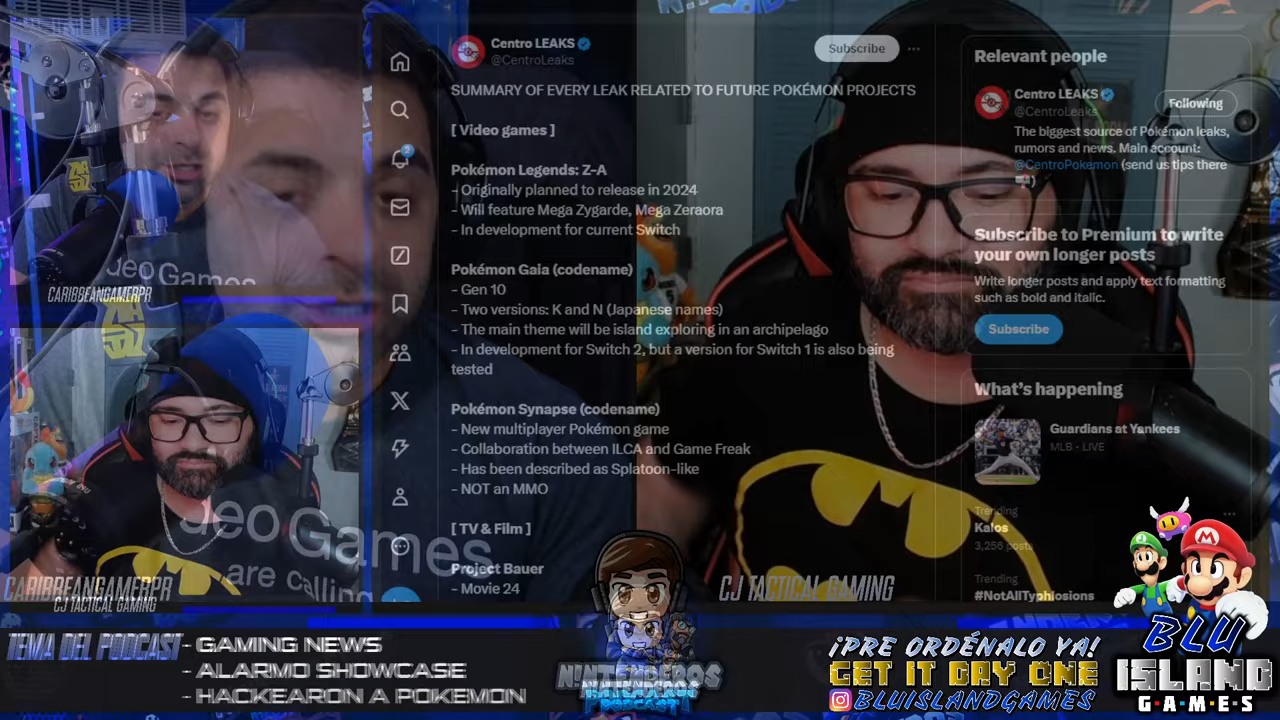 Centro LEAKS
@CentroLeaks
Subscribe
SUMMARY OF EVERY LEAK RELATED TO FUTURE POKÉMON PROJECTS
[ Video games ]
Pokémon Legends: Z-A
- Originally planned to release in 2024
- Will feature Mega Zygarde, Mega Zeraora
- In development for current Switch
Pokémon Gaia (codename)
- Gen 10
- Two versions: K and N (Japanese names)
- The main theme will be island exploring in an archipelago
- In development for Switch 2, but a version for Switch 1 is also being
tested
Pokémon Synapse (codename)
- New multiplayer Pokémon game
- Collaboration between ILCA and Game Freak
- Has been described as Splatoon-like
- NOT an MMO
[ TV & Film ]
Project Bauer
- Movie 24
Relevant people
Centro LEAKS
@CentroLeaks
Following
The biggest source of Pokémon leaks,
rumors and news. Main account:
@CentroPokemon (send us tips there
)
Subscribe to Premium to write
your own longer posts
Write longer posts and apply text formatting
such as bold and italic.
Subscribe
What's happening
Guardians at Yankees
MLB · LIVE
Trending
Kalos
3,256 posts
Trending
#NotAllTyphlosions
2
deoGames
CARIBBEANGAMERPR
deoGames
are calling
CARIBBEANGAMERPR
CJ TACTICAL GAMING
CJ TACTICAL GAMING
TEMA DEL PODCAST
- GAMING NEWS
- ALARMO SHOWCASE
- HACKEARON A POKEMON
NINTENDEROS
PODCAST
¡PRE ORDÉNALO YA!
GET IT DAY ONE
BLUISLANDGAMES
BLU
ISLAND
G·A·M·E·S